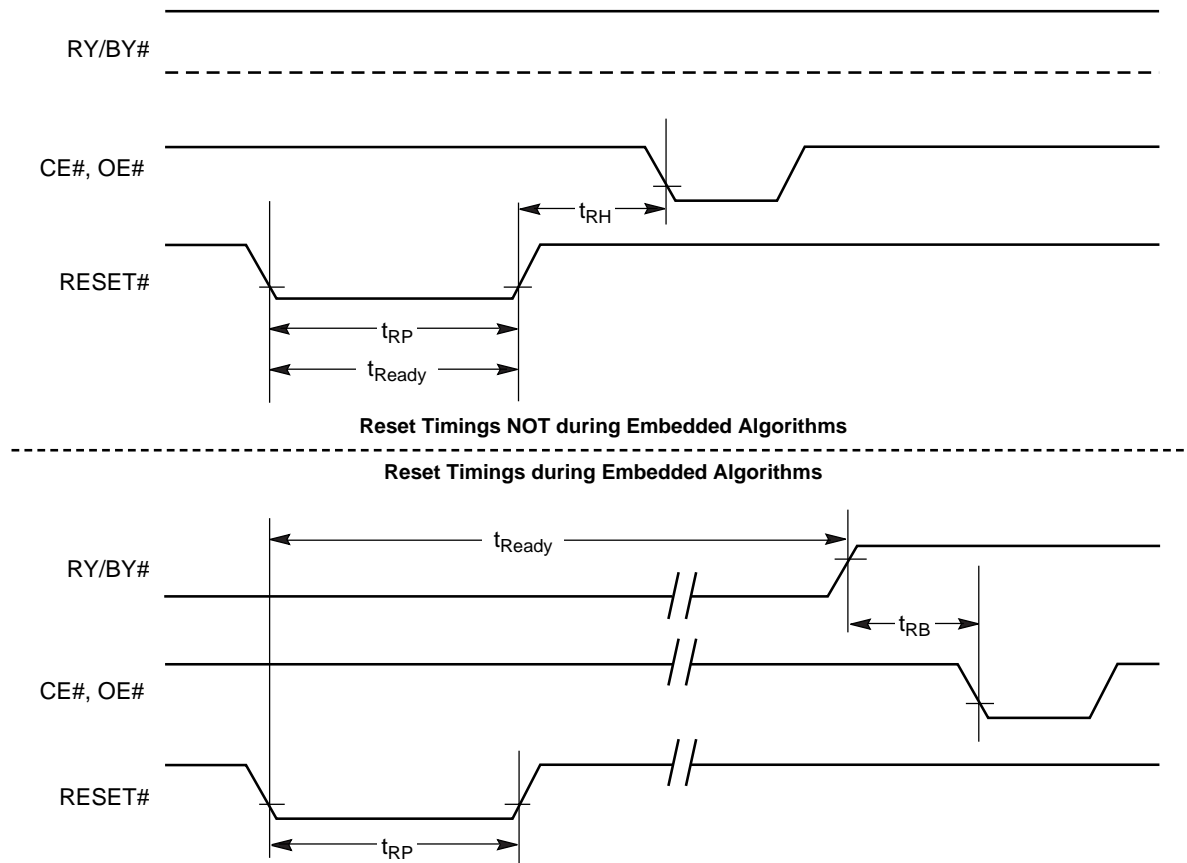 RY/BY#
CE#, OE#
tRH
RESET#
tRP
tReady
Reset Timings NOT during Embedded Algorithms
Reset Timings during Embedded Algorithms
tReady
RY/BY#
tRB
CE#, OE#
RESET#
tRP